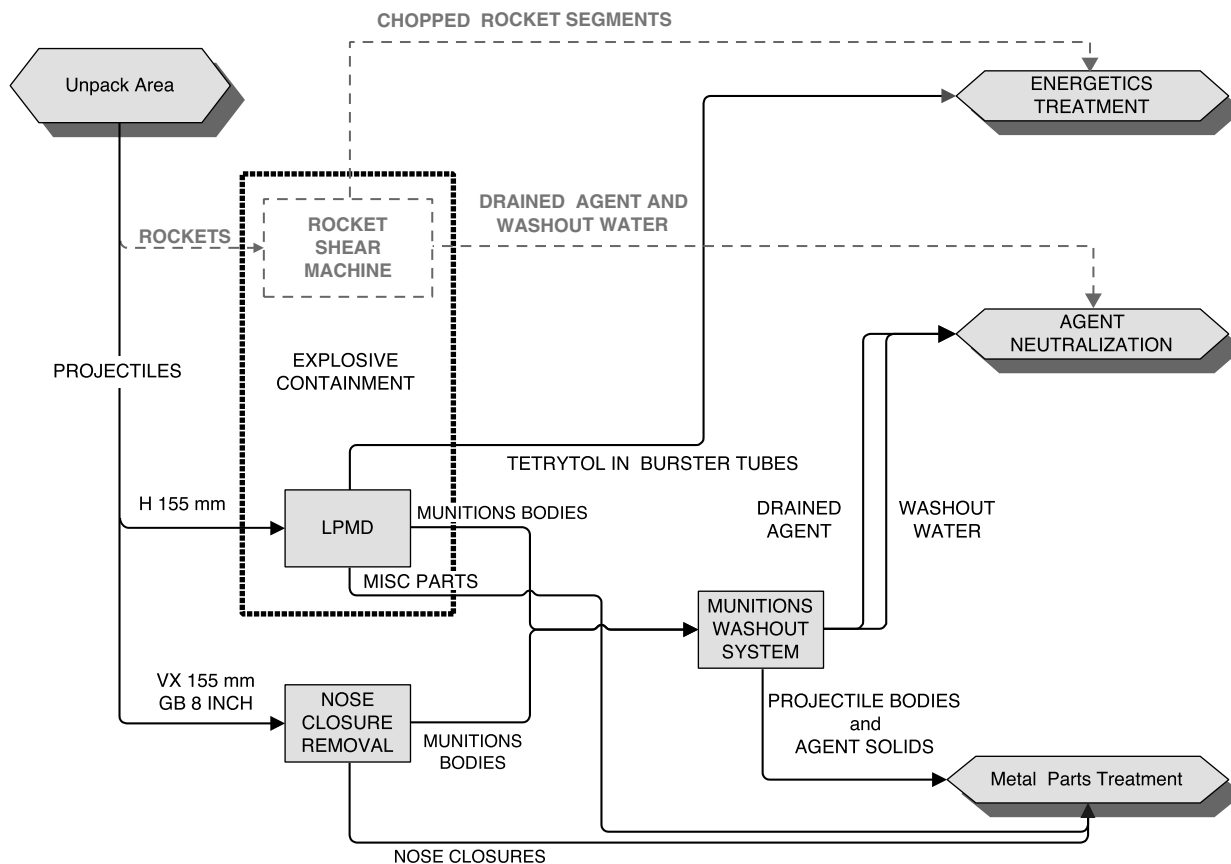 CHOPPED ROCKET SEGMENTS
Unpack Area
ENERGETICS
TREATMENT
DRAINED AGENT AND
WASHOUT WATER
ROCKETS
ROCKET
SHEAR
MACHINE
AGENT
NEUTRALIZATION
PROJECTILES
EXPLOSIVE
CONTAINMENT
TETRYTOL IN BURSTER TUBES
H 155 mm
LPMD
MUNITIONS BODIES
DRAINED
AGENT
WASHOUT
WATER
MISC PARTS
MUNITIONS
WASHOUT
SYSTEM
VX 155 mm
GB 8 INCH
NOSE
CLOSURE
REMOVAL
MUNITIONS
BODIES
PROJECTILE BODIES
and
AGENT SOLIDS
Metal Parts Treatment
NOSE CLOSURES